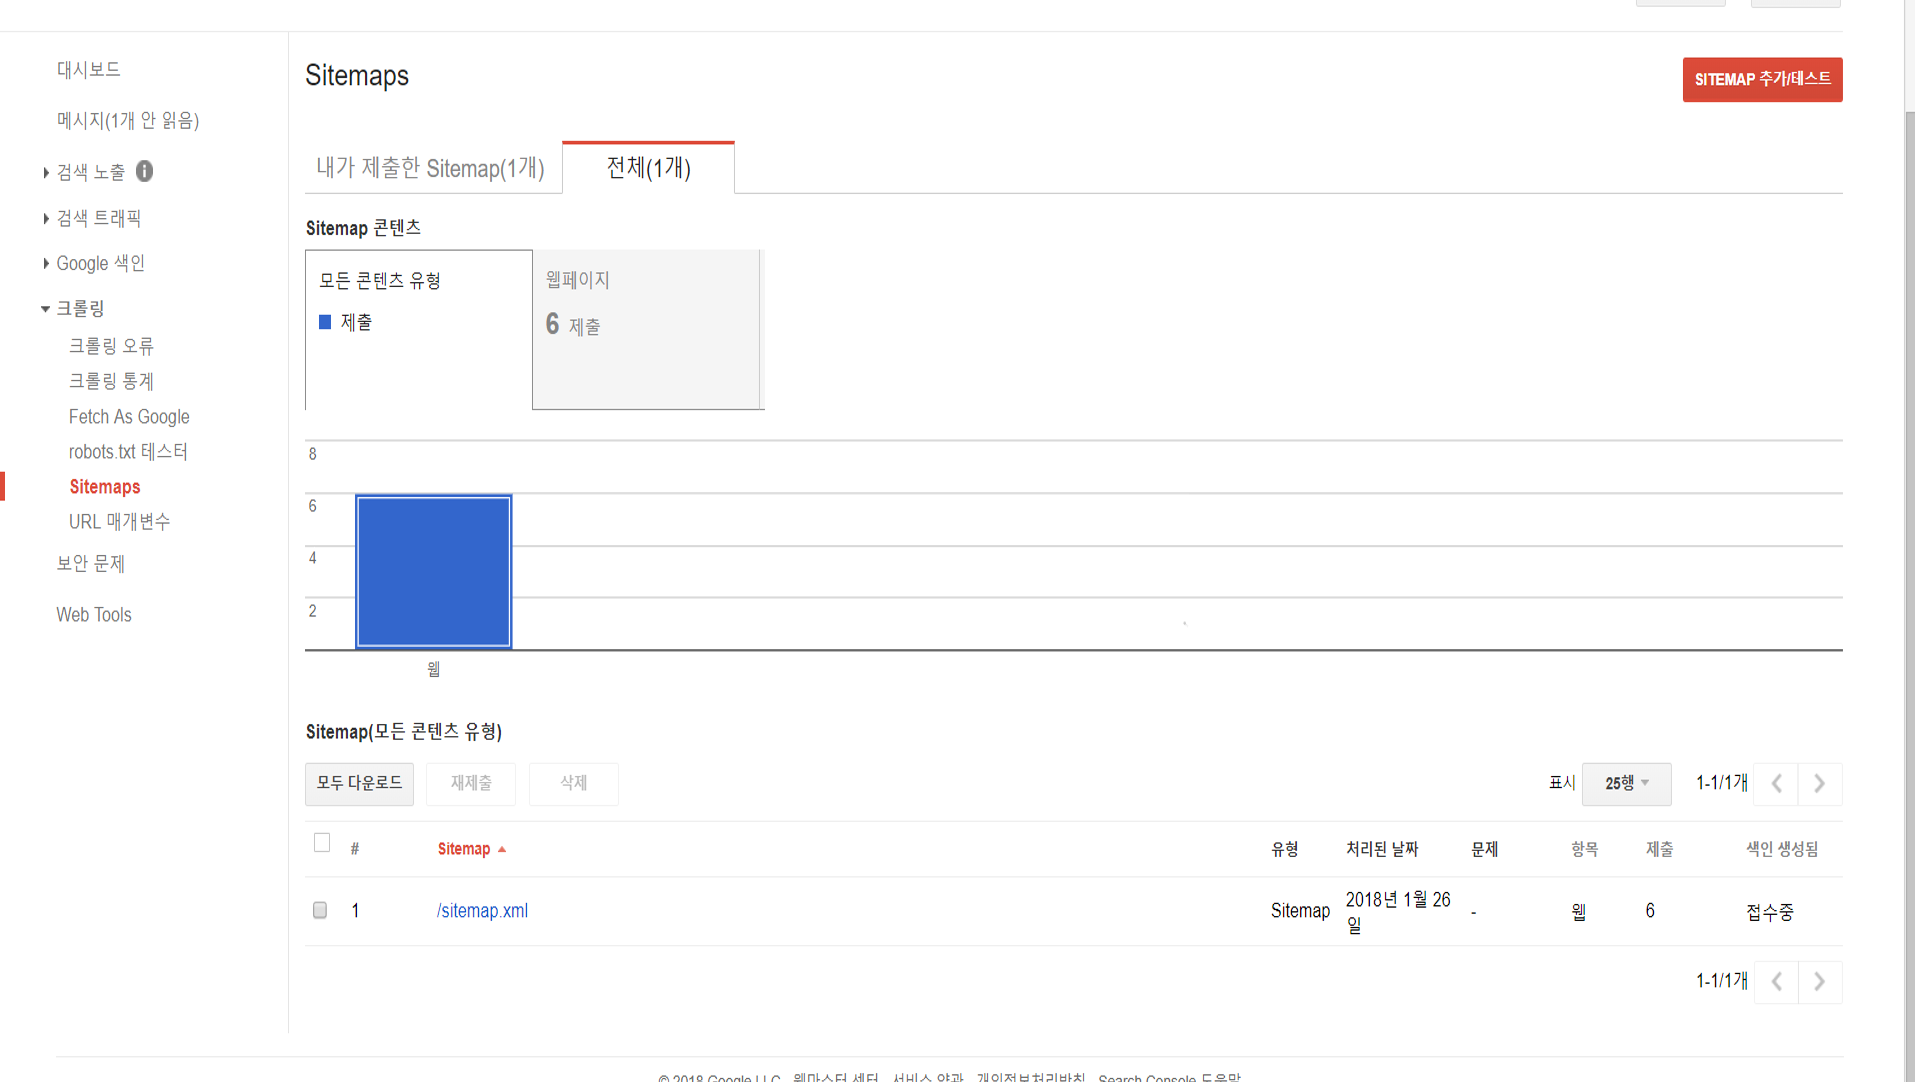 대시보드
메시지(1개 안 읽음)
검색 노출
검색 트래픽
Google 색인
크롤링
크롤링 오류
크롤링 통계
Fetch As Google
robots.txt 테스터
Sitemaps
URL 매개변수
보안 문제
Web Tools
Sitemaps
SITEMAP 추가/테스트
내가 제출한 Sitemap(1개)
전체(1개)
Sitemap 콘텐츠
모든 콘텐츠 유형
제출
웹페이지
6 제출
8
6
4
2
웹
Sitemap(모든 콘텐츠 유형)
모두 다운로드 재제출 삭제
표시 25행 1-1/1개
# Sitemap 유형 처리된 날짜 문제 항목 제출 색인 생성됨
1 /sitemap.xml Sitemap 2018년 1월 26
일 - 웹 6 접수중
1-1/1개
© 2018 Google LLC 웹마스터 센터 서비스 약관 개인정보처리방침 Search Console 도움말